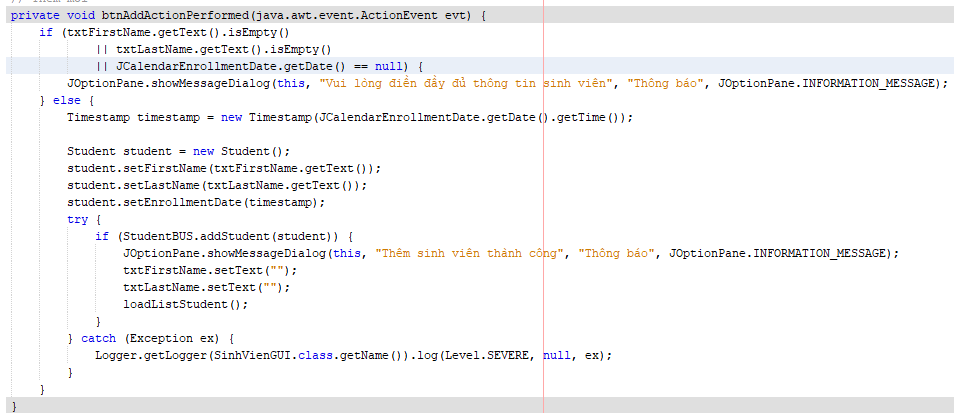 // Thêm mới
private void btnAddActionPerformed(java.awt.event.ActionEvent evt) {
if (txtFirstName.getText().isEmpty()
|| txtLastName.getText().isEmpty()
|| JCalendarEnrollmentDate.getDate() == null) {
JOptionPane.showMessageDialog(this, "Vui lòng điền đầy đủ thông tin sinh viên", "Thông báo", JOptionPane.INFORMATION_MESSAGE);
} else {
Timestamp timestamp = new Timestamp(JCalendarEnrollmentDate.getDate().getTime());
Student student = new Student();
student.setFirstName(txtFirstName.getText());
student.setLastName(txtLastName.getText());
student.setEnrollmentDate(timestamp);
try {
if (StudentBUS.addStudent(student)) {
JOptionPane.showMessageDialog(this, "Thêm sinh viên thành công", "Thông báo", JOptionPane.INFORMATION_MESSAGE);
txtFirstName.setText("");
txtLastName.setText("");
loadListStudent();
}
} catch (Exception ex) {
Logger.getLogger(SinhVienGUI.class.getName()).log(Level.SEVERE, null, ex);
}
}
}